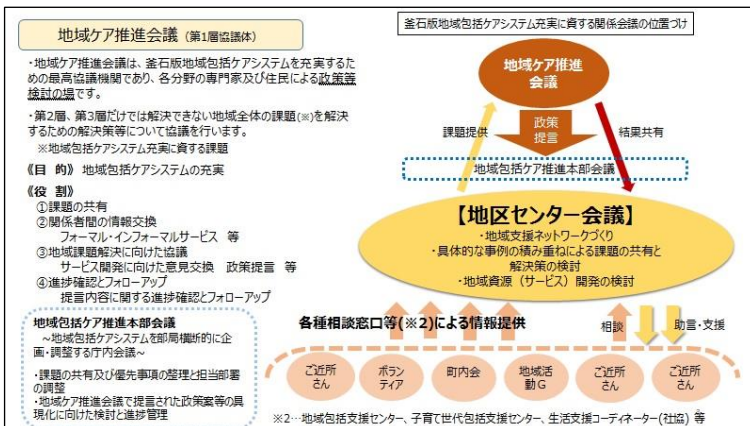 地域ケア推進会議(第1層協議体)
・地域ケア推進会議は、釜石版地域包括ケアシステムを充実するた
めの最高協議機関であり、各分野の専門家及び住民による政策等
検討の場です。
・第2層、第3層だけでは解決できない地域全体の課題(※)を解決
するための解決策等について協議を行います。
※地域包括ケアシステム充実に資する課題
《目 的》 地域包括ケアシステムの充実
《役 割》
①課題の共有
②関係者間の情報交換
フォーマル・インフォーマルサービス 等
③地域課題解決に向けた協議
サービス開発に向けた意見交換 政策提言 等
④進捗確認とフォローアップ
提言内容に関する進捗確認とフォローアップ
地域包括ケア推進本部会議
~地域包括ケアシステムを部局横断的に企
画・調整する庁内会議~
・課題の共有及び優先事項の整理と担当部署
の調整
・地域ケア推進会議で提言された政策案等の具
現化に向けた検討と進捗管理
釜石版地域包括ケアシステム充実に資する関係会議の位置づけ
地域ケア推進
会議
課題提供
政策
提言
結果共有
地域包括ケア推進本部会議
【地区センター会議】
・地域支援ネットワークづくり
・具体的な事例の積み重ねによる課題の共有と
解決策の検討
・地域資源(サービス)開発の検討
各種相談窓口等(※2)による情報提供
相談
助言・支援
ご近所
さん
ボラン
ティア
町内会
地域活
動G
ご近所
さん
ご近所
さん
※2…地域包括支援センター、子育て世代包括支援センター、生活支援コーディネーター(社協) 等